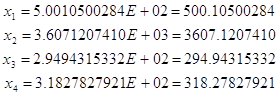 x₁ = 5.0010500284E + 02 = 500.10500284
x₂ = 3.6071207410E + 03 = 3607.1207410
x₃ = 2.9494315332E + 02 = 294.94315332
x₄ = 3.1827827921E + 02 = 318.27827921